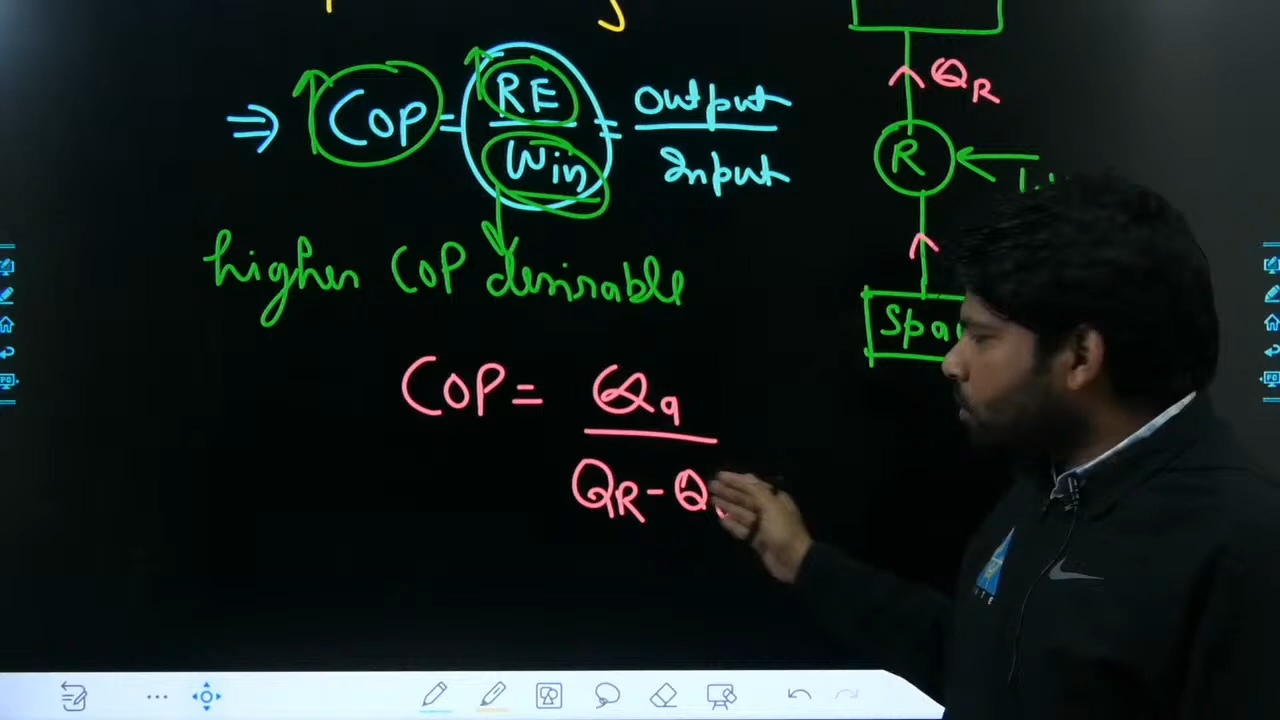 ⇒ COP = RE / Win = Output / Input
higher COP desirable
COP = Qa / QR - Q
QR
R
Spa